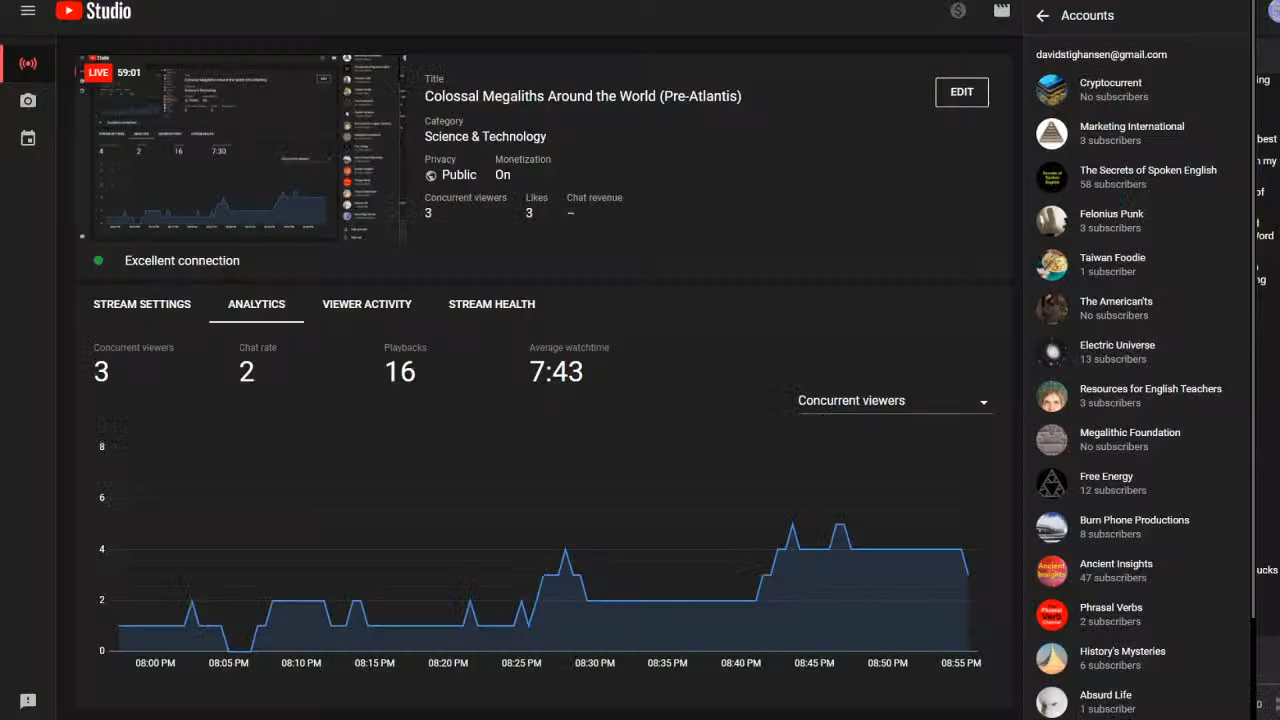 Studio
LIVE 59:01
Title
Colossal Megaliths Around the World (Pre-Atlantis)
EDIT
Category
Science & Technology
Privacy
Monetization
Public
On
Concurrent viewers
Likes
Chat revenue
3
3
–
Excellent connection
STREAM SETTINGS
ANALYTICS
VIEWER ACTIVITY
STREAM HEALTH
Concurrent viewers
Chat rate
Playbacks
Average watchtime
3
2
16
7:43
Concurrent viewers
8
6
4
2
0
08:00 PM
08:05 PM
08:10 PM
08:15 PM
08:20 PM
08:25 PM
08:30 PM
08:35 PM
08:40 PM
08:45 PM
08:50 PM
08:55 PM
Accounts
davidstighansen@gmail.com
Cryptocurrent
No subscribers
Marketing International
3 subscribers
The Secrets of Spoken English
subscribers
Polonius Punk
3 subscribers
Taiwan Foodie
1 subscriber
The American'ts
No subscribers
Electric Universe
13 subscribers
Resources for English Teachers
3 subscribers
Megalithic Foundation
No subscribers
Free Energy
12 subscribers
Burn Phone Productions
8 subscribers
Ancient Insights
Ancient Insights
47 subscribers
Phrasal Verbs
2 subscribers
History's Mysteries
6 subscribers
Absurd Life
1 subscriber